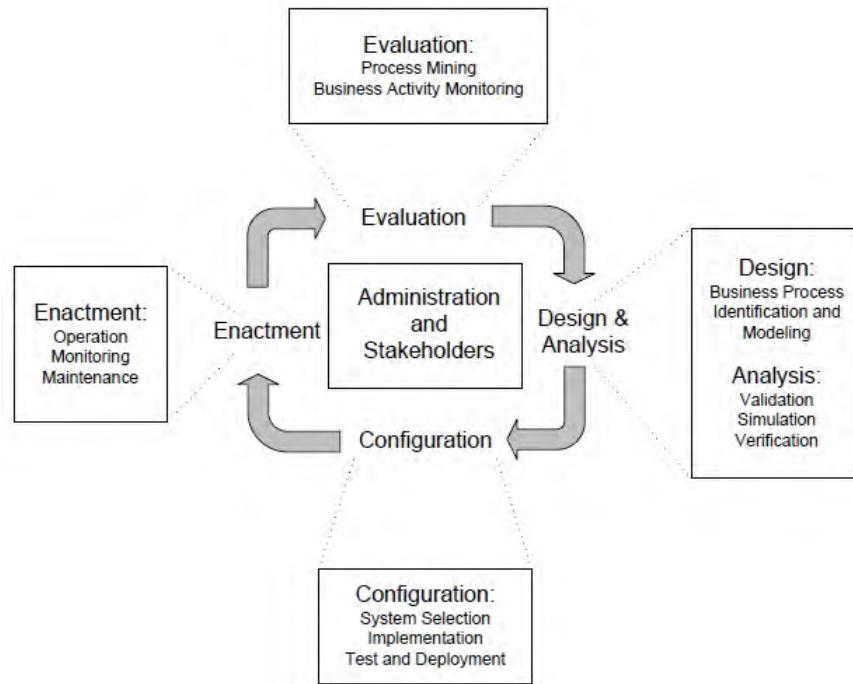 Evaluation:
Process Mining
Business Activity Monitoring
Evaluation
Administration
and
Stakeholders
Design &
Analysis
Design:
Business Process
Identification and
Modeling
Analysis:
Validation
Simulation
Verification
Enactment:
Operation
Monitoring
Maintenance
Enactment
Configuration
Configuration:
System Selection
Implementation
Test and Deployment